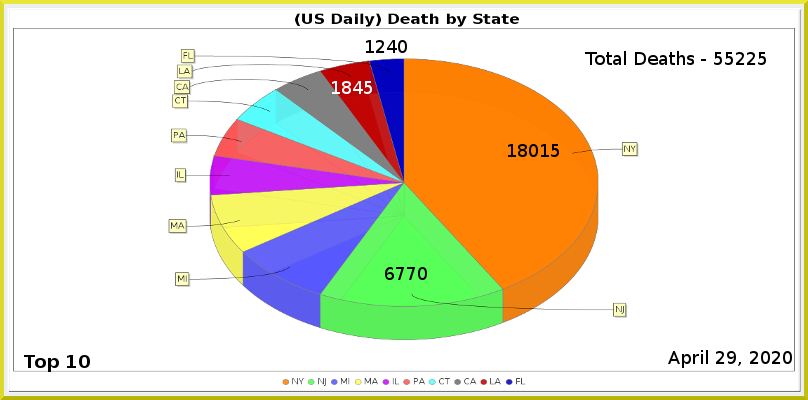 (US Daily) Death by State
1240
Total Deaths - 55225
FL
LA
CA
CT
1845
PA
18015
NY
IL
MA
MI
6770
NJ
Top 10
April 29, 2020
NY NJ MI MA IL PA CT CA LA FL